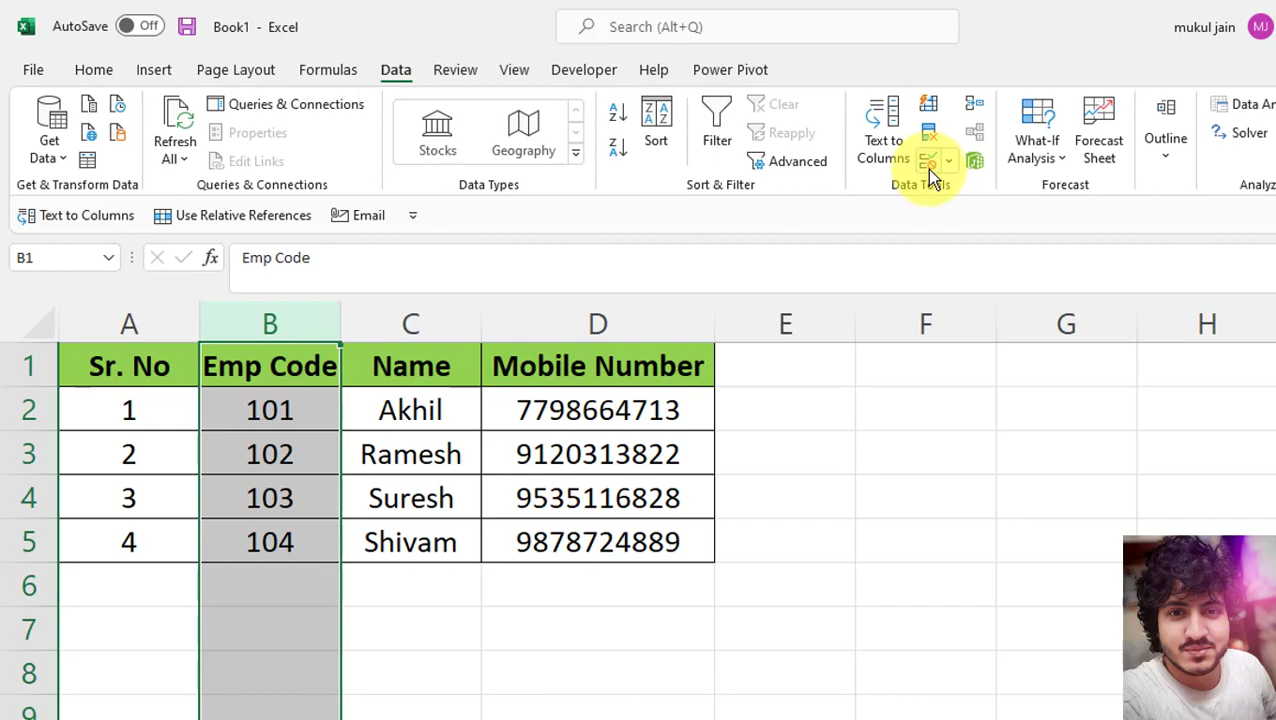 AutoSave Off Book1 - Excel Search (Alt+Q) mukul jain MJ
File Home Insert Page Layout Formulas Data Review View Developer Help Power Pivot
Get Data Refresh All Queries & Connections Properties Edit Links Stocks Geography Sort Filter Clear Reapply Advanced Text to Columns What-If Analysis Forecast Sheet Outline Data An Solver
Get & Transform Data Queries & Connections Data Types Sort & Filter Data Tools Forecast Analyz
Text to Columns Use Relative References Email
B1 fx Emp Code
A B C D E F G H
1 Sr. No Emp Code Name Mobile Number
2 1 101 Akhil 7798664713
3 2 102 Ramesh 9120313822
4 3 103 Suresh 9535116828
5 4 104 Shivam 9878724889
6
7
8
9